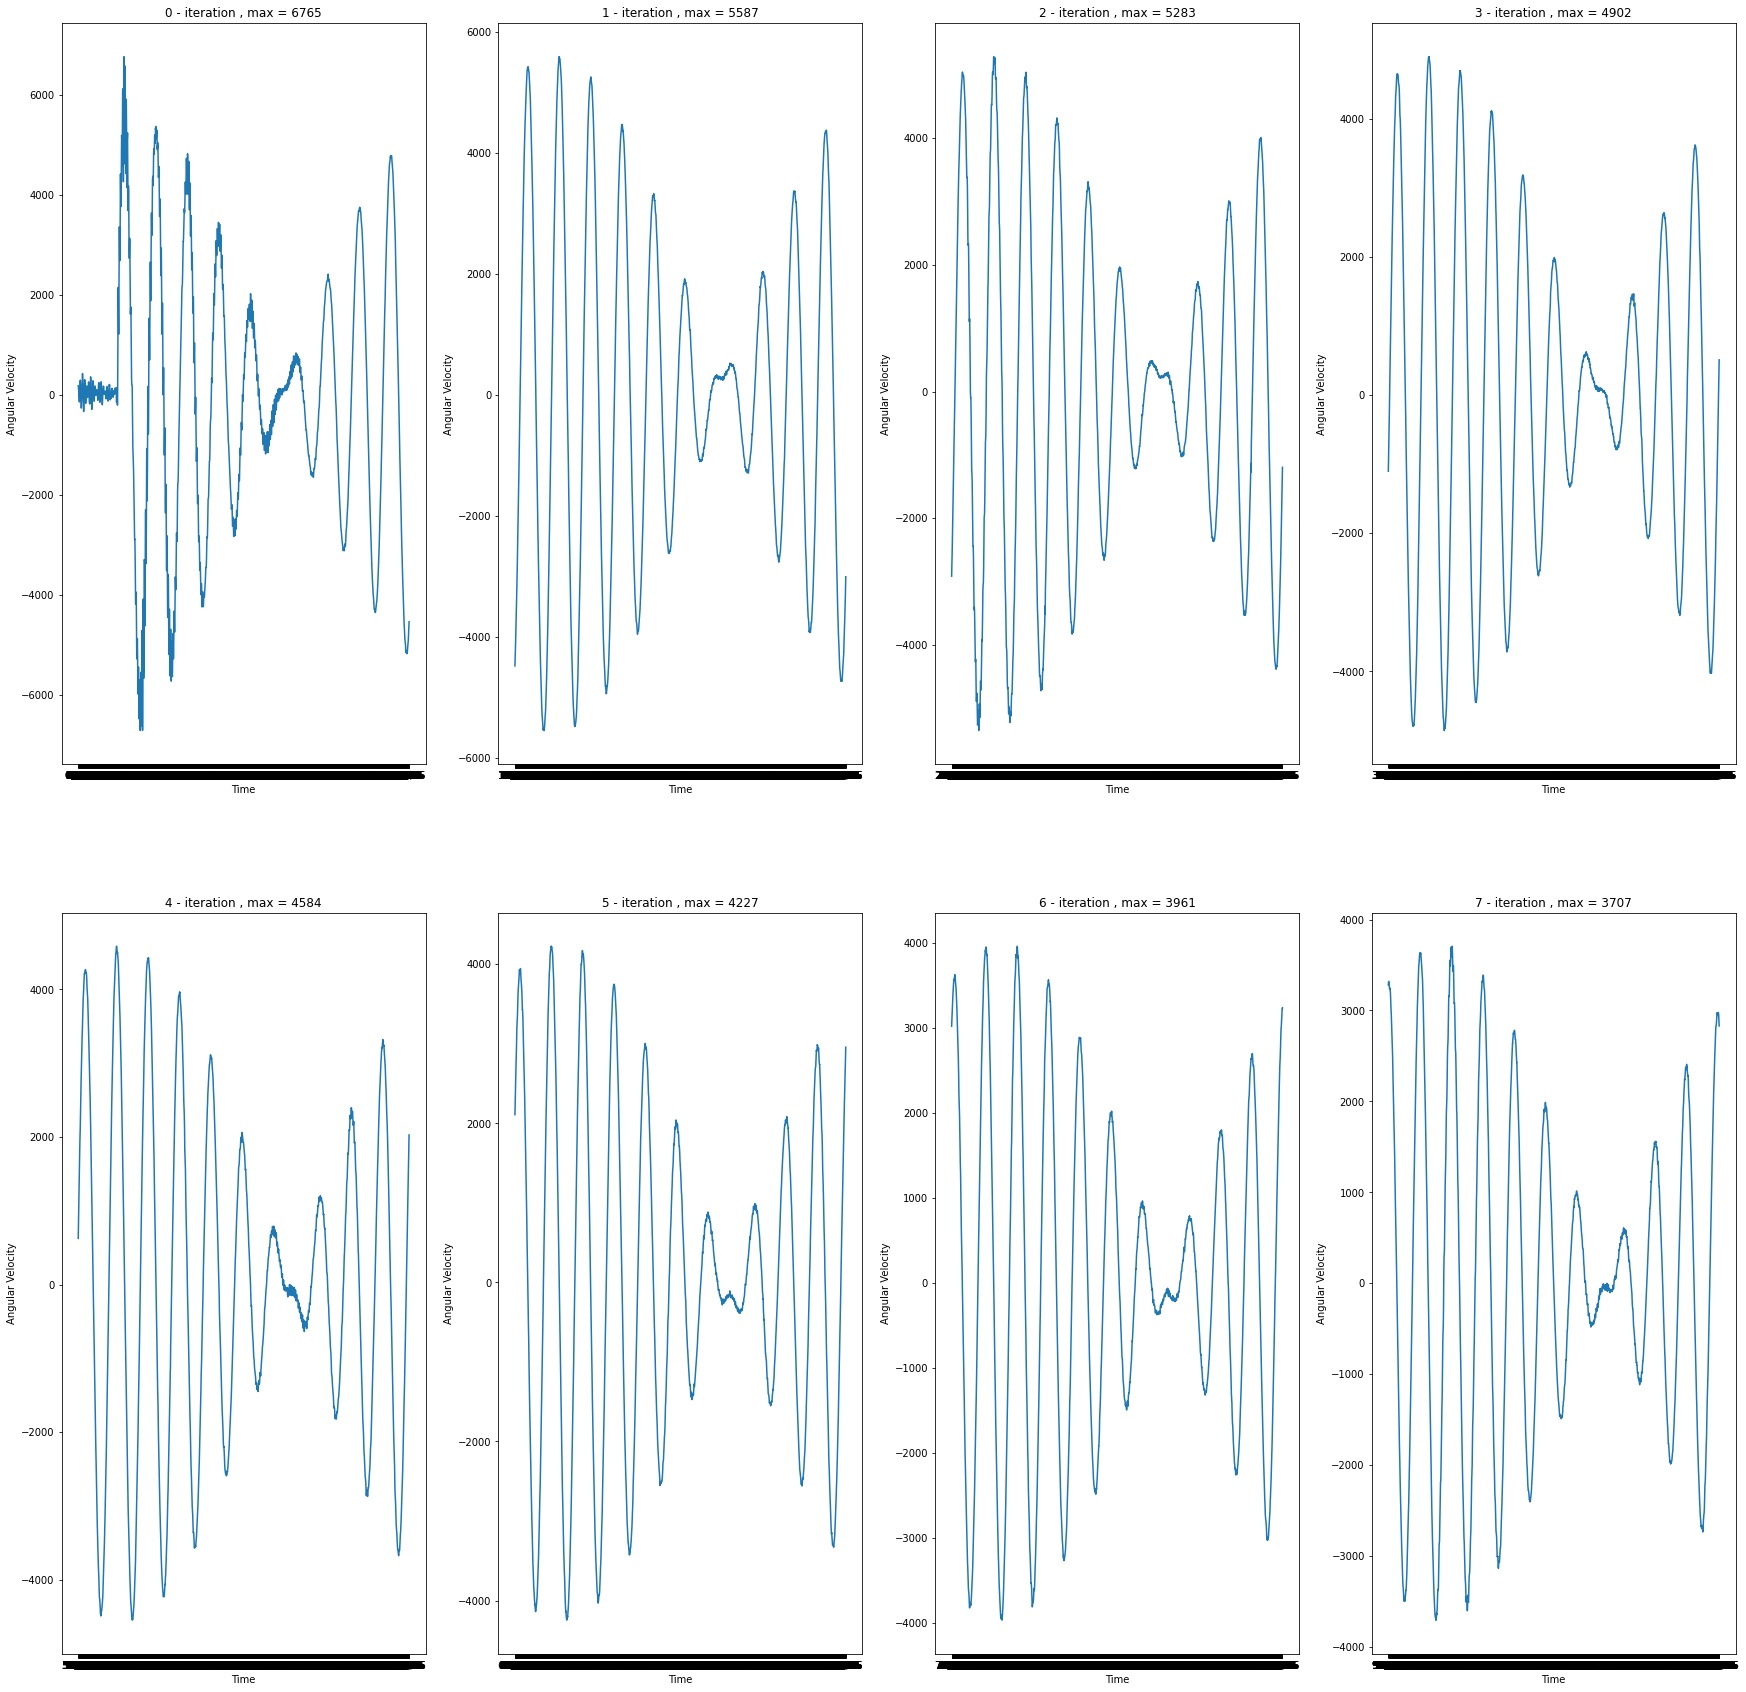 0 - iteration , max = 6765
6000
4000
2000
0
−2000
−4000
−6000
Angular Velocity
Time
1 - iteration , max = 5587
6000
4000
2000
0
−2000
−4000
−6000
Angular Velocity
Time
2 - iteration , max = 5283
4000
2000
0
−2000
−4000
Angular Velocity
Time
3 - iteration , max = 4902
4000
2000
0
−2000
−4000
Angular Velocity
Time
4 - iteration , max = 4584
4000
2000
0
−2000
−4000
Angular Velocity
Time
5 - iteration , max = 4227
4000
2000
0
−2000
−4000
Angular Velocity
Time
6 - iteration , max = 3961
4000
3000
2000
1000
0
−1000
−2000
−3000
−4000
Angular Velocity
Time
7 - iteration , max = 3707
4000
3000
2000
1000
0
−1000
−2000
−3000
−4000
Angular Velocity
Time